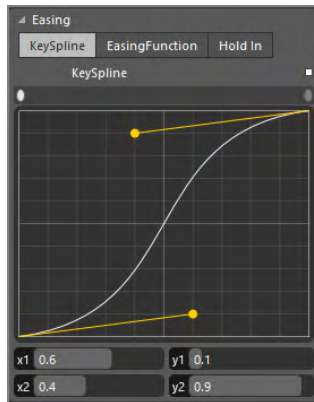 Easing
KeySpline EasingFunction Hold In
KeySpline
x1 0.6 y1 0.1
x2 0.4 y2 0.9